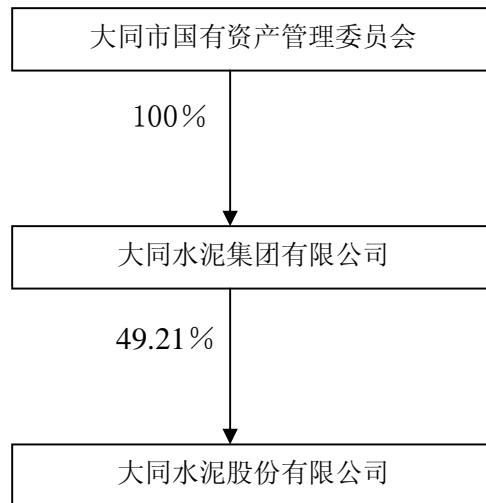 大同市国有资产管理委员会
100％
大同水泥集团有限公司
49.21％
大同水泥股份有限公司